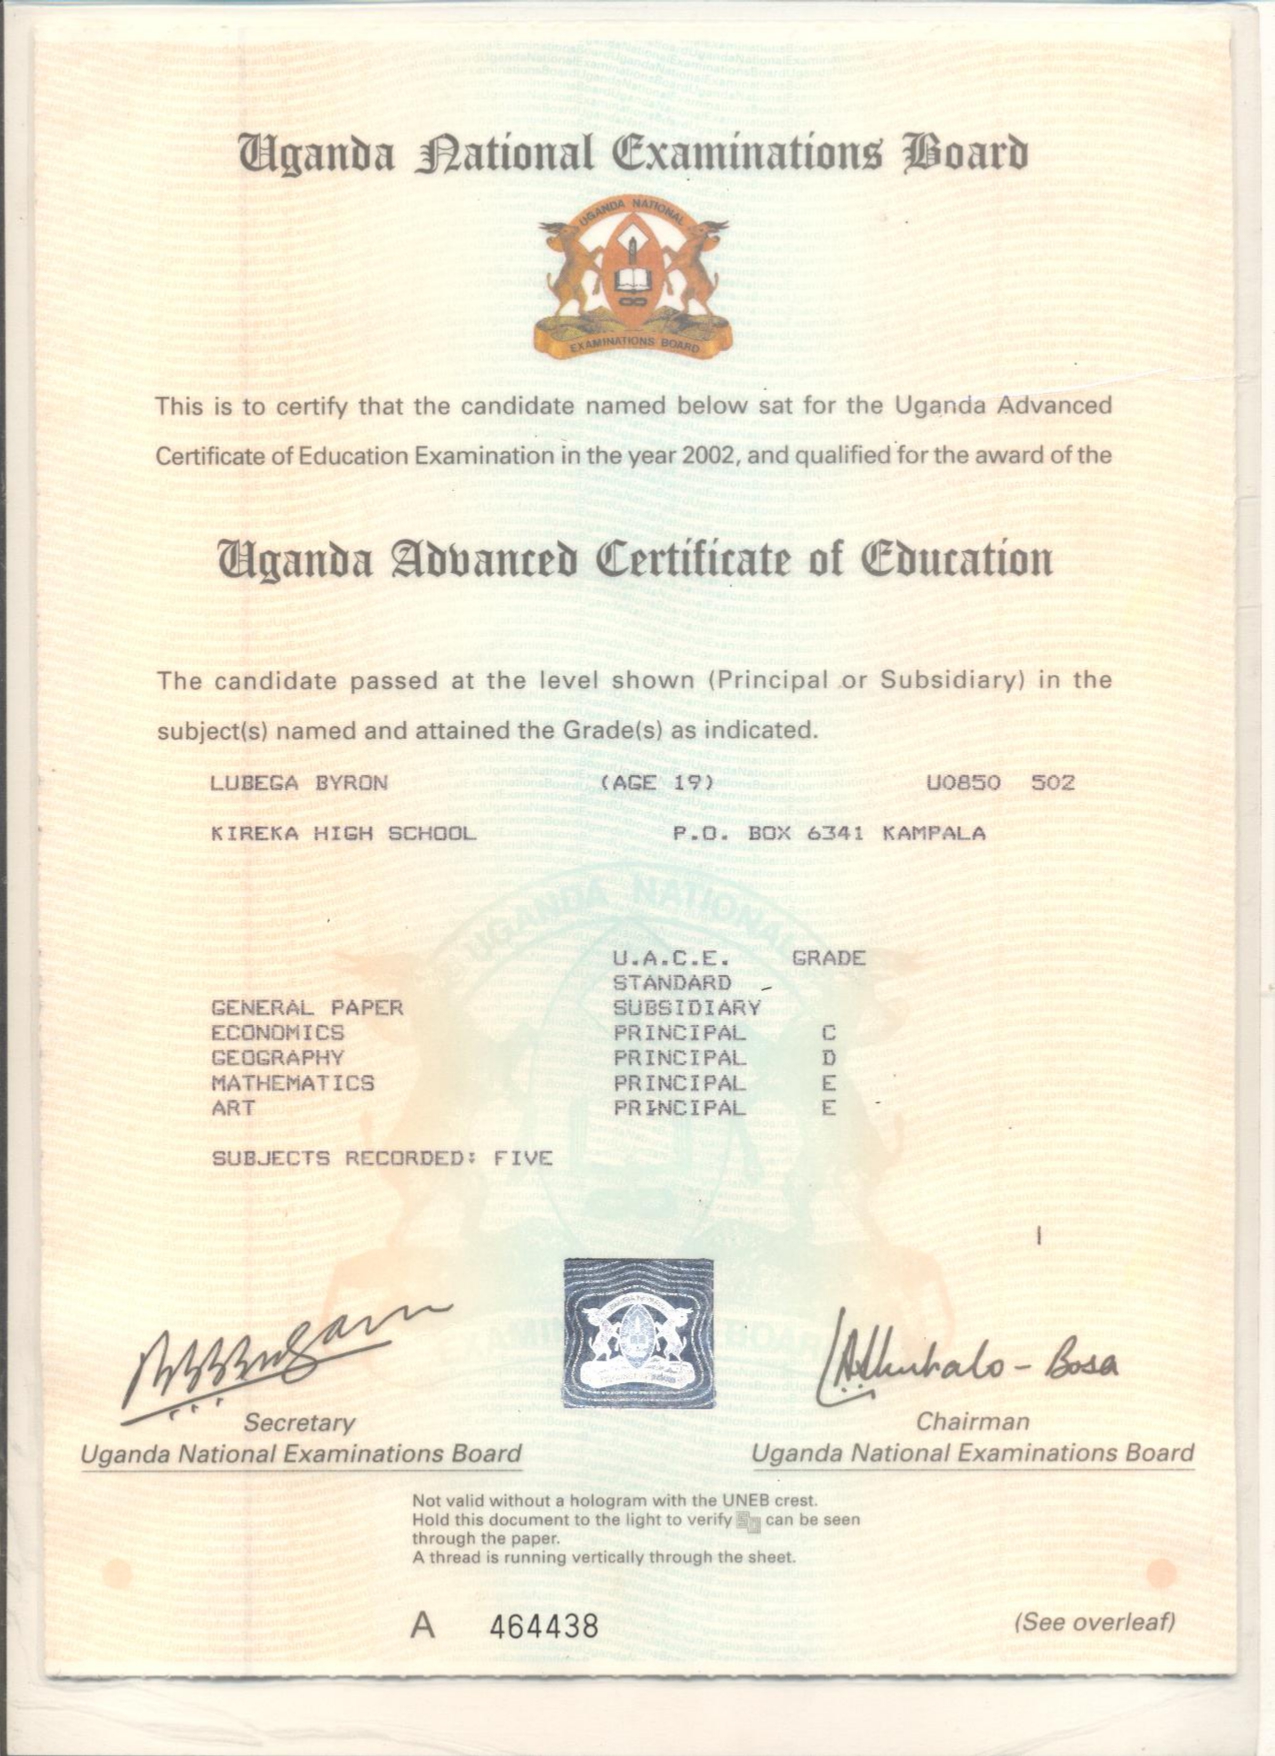 Uganda National Examinations Board
UGANDA NATIONAL
EXAMINATIONS BOARD
This is to certify that the candidate named below sat for the Uganda Advanced
Certificate of Education Examination in the year 2002, and qualified for the award of the
Uganda Advanced Certificate of Education
The candidate passed at the level shown (Principal or Subsidiary) in the
subject(s) named and attained the Grade(s) as indicated.
LUBEGA BYRON (AGE 19) U0850 502
KIREKA HIGH SCHOOL P.O. BOX 6341 KAMPALA
UGANDA NATIONAL
U.A.C.E. GRADE
STANDARD
GENERAL PAPER SUBSIDIARY
ECONOMICS PRINCIPAL C
GEOGRAPHY PRINCIPAL D
MATHEMATICS PRINCIPAL E
ART PRINCIPAL E
SUBJECTS RECORDED: FIVE
Secretary Chairman
Uganda National Examinations Board Uganda National Examinations Board
Not valid without a hologram with the UNEB crest.
Hold this document to the light to verify can be seen
through the paper.
A thread is running vertically through the sheet.
A 464438 (See overleaf)